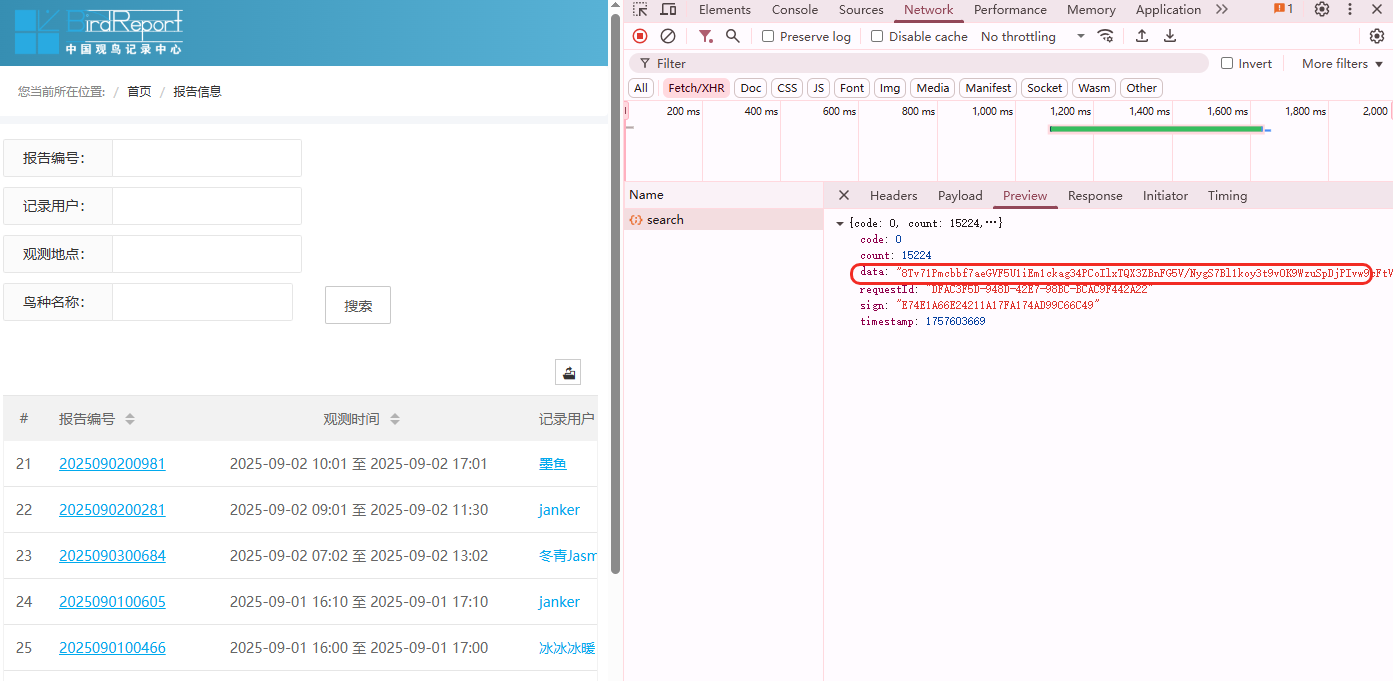 BirdReport
中国观鸟记录中心
您当前所在位置: / 首页 / 报告信息
报告编号：
记录用户：
观测地点：
鸟种名称：
搜索
# 报告编号 观测时间 记录用户
21 2025090200981 2025-09-02 10:01 至 2025-09-02 17:01 墨鱼
22 2025090200281 2025-09-02 09:01 至 2025-09-02 11:30 janker
23 2025090300684 2025-09-02 07:02 至 2025-09-02 13:02 冬青Jasm
24 2025090100605 2025-09-01 16:10 至 2025-09-01 17:10 janker
25 2025090100466 2025-09-01 16:00 至 2025-09-01 17:00 冰冰冰暖
Elements Console Sources Network Performance Memory Application 1
Preserve log Disable cache No throttling
Filter Invert More filters
All Fetch/XHR Doc CSS JS Font Img Media Manifest Socket Wasm Other
200 ms 400 ms 600 ms 800 ms 1,000 ms 1,200 ms 1,400 ms 1,600 ms 1,800 ms 2,000
Name
search
Headers Payload Preview Response Initiator Timing
{code: 0, count: 15224,…}
code: 0
count: 15224
data:
requestId: "DFAC3F5D-948D-42E7-98BC-BCAC9F442A22"
sign: "E74E1A66E24211A17FA174AD99C66C49"
timestamp: 1757603669